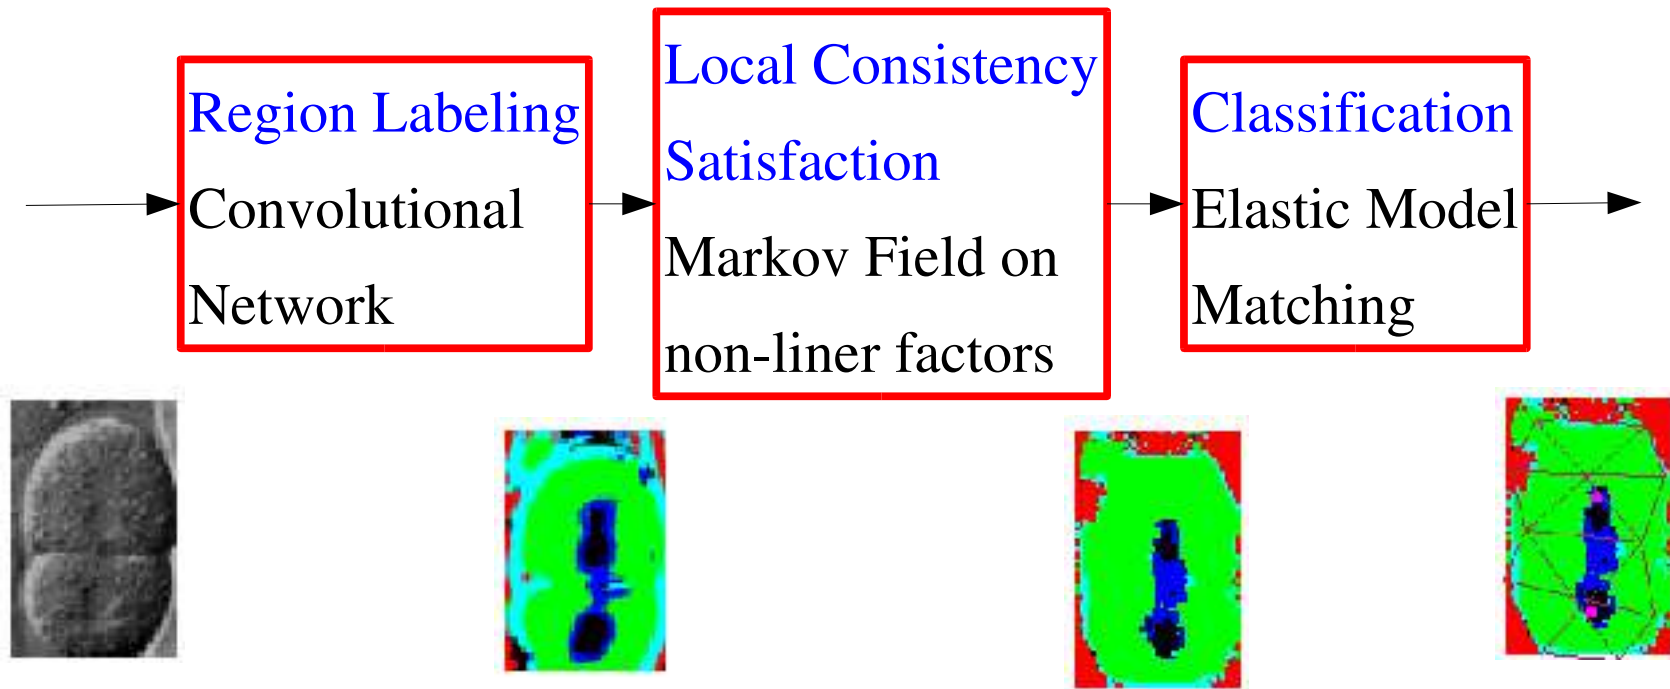 Region Labeling
Convolutional
Network
Local Consistency
Satisfaction
Markov Field on
non-liner factors
Classification
Elastic Model
Matching